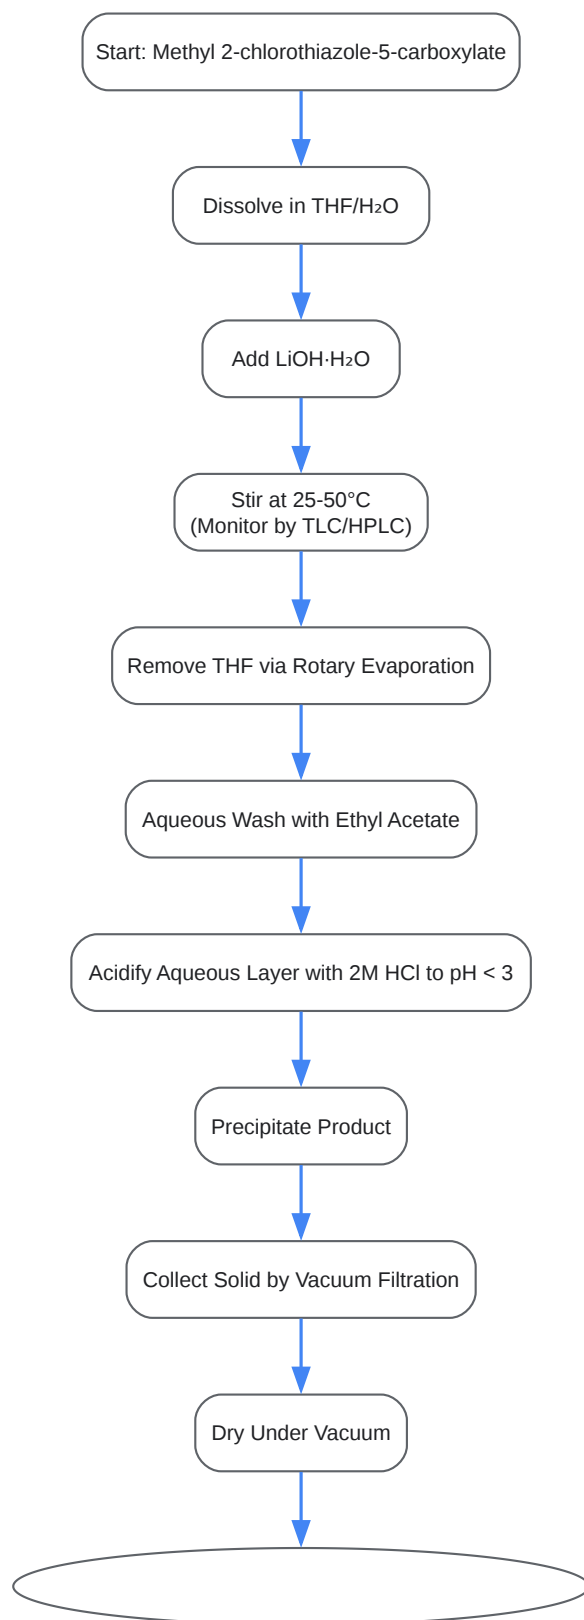 Start: Methyl 2-chlorothiazole-5-carboxylate
Dissolve in THF/H₂O
Add LiOH·H₂O
Stir at 25-50°C
(Monitor by TLC/HPLC)
Remove THF via Rotary Evaporation
Aqueous Wash with Ethyl Acetate
Acidify Aqueous Layer with 2M HCl to pH < 3
Precipitate Product
Collect Solid by Vacuum Filtration
Dry Under Vacuum